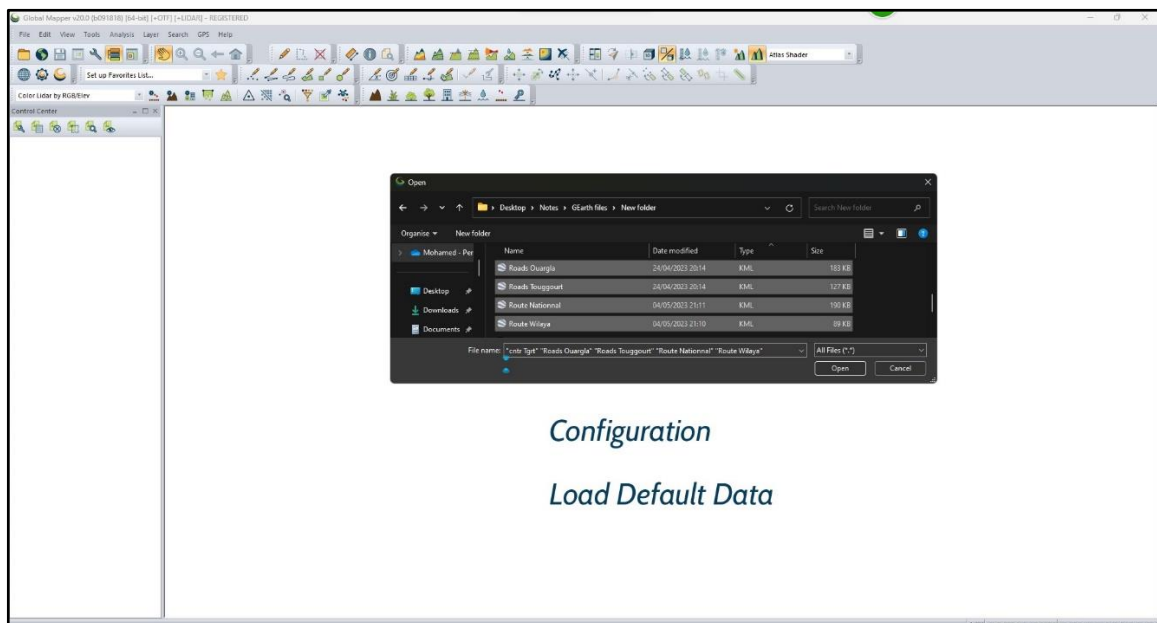 Global Mapper v20.0 (b091818) [64-bit] [+OTF] [+LIDAR] - REGISTERED
File Edit View Tools Analysis Layer Search GPS Help
Atlas Shader
Set up Favorites List...
Color Lidar by RGB/Elev
Control Center
Open
Desktop › Notes › GEarth files › New folder
Search New folder
Organise New folder
Mohamed - Per
Name Date modified Type Size
Roads Ouargla 24/04/2023 20:14 KML 183 KB
Desktop
Roads Touggourt 24/04/2023 20:14 KML 127 KB
Downloads
Route Nationnal 04/05/2023 21:11 KML 190 KB
Documents
Route Wilaya 04/05/2023 21:10 KML 89 KB
File name: "cntr Tgrt" "Roads Ouargla" "Roads Touggourt" "Route Nationnal" "Route Wilaya" All Files (*.*)
Open Cancel
Configuration
Load Default Data